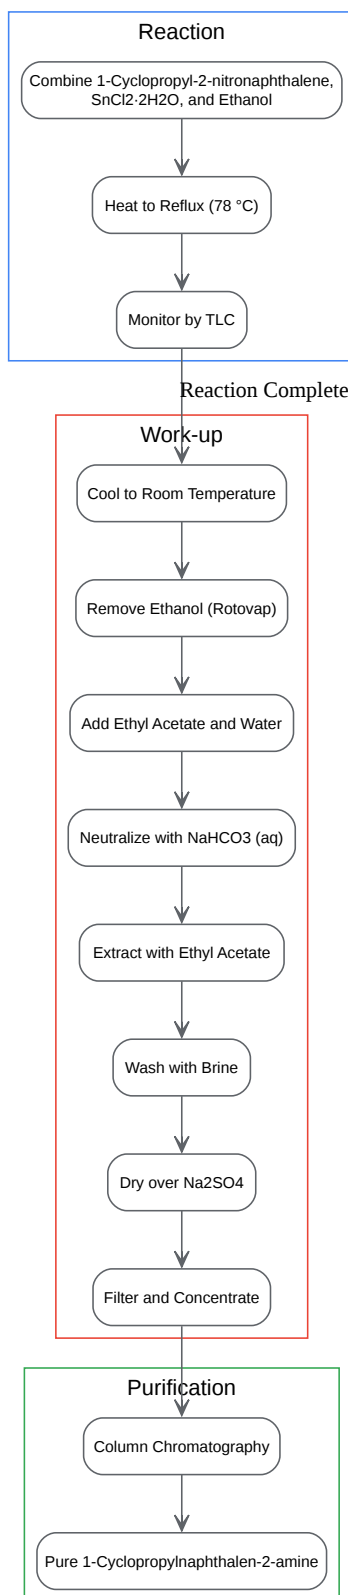 Reaction
Combine 1-Cyclopropyl-2-nitronaphthalene,
SnCl2·2H2O, and Ethanol
Heat to Reflux (78 °C)
Monitor by TLC
Reaction Complete
Work-up
Cool to Room Temperature
Remove Ethanol (Rotovap)
Add Ethyl Acetate and Water
Neutralize with NaHCO3 (aq)
Extract with Ethyl Acetate
Wash with Brine
Dry over Na2SO4
Filter and Concentrate
Purification
Column Chromatography
Pure 1-Cyclopropylnaphthalen-2-amine